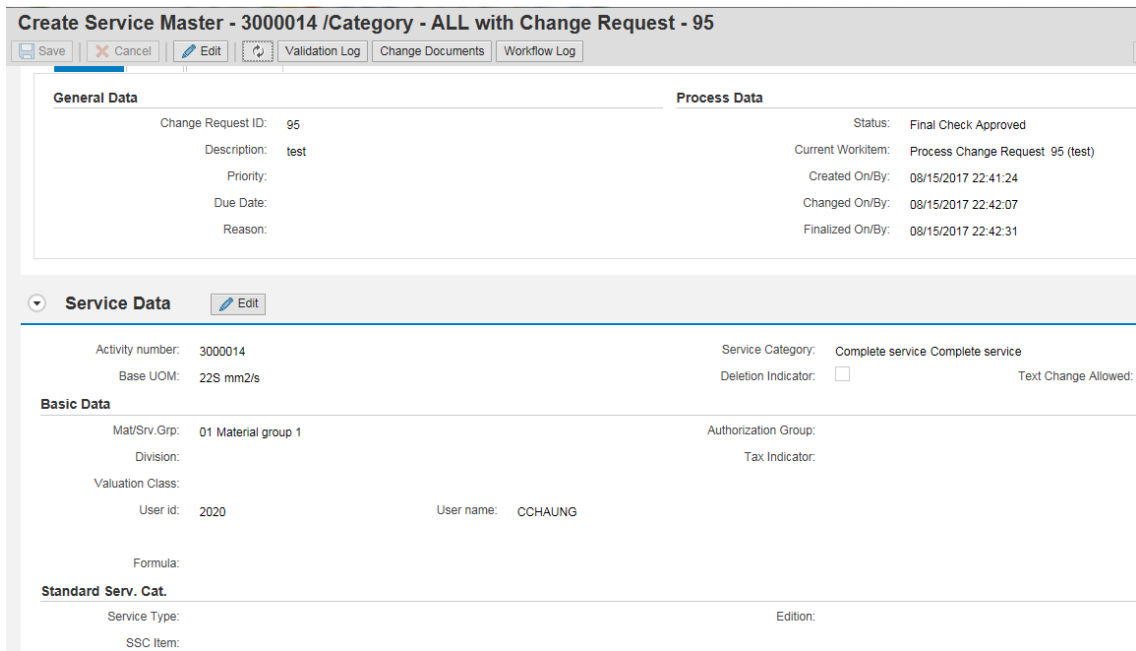 Create Service Master - 3000014 /Category - ALL with Change Request - 95
Save Cancel Edit Validation Log Change Documents Workflow Log
General Data Process Data
Change Request ID: 95 Status: Final Check Approved
Description: test Current Workitem: Process Change Request 95 (test)
Priority: Created On/By: 08/15/2017 22:41:24
Due Date: Changed On/By: 08/15/2017 22:42:07
Reason: Finalized On/By: 08/15/2017 22:42:31
Service Data Edit
Activity number: 3000014 Service Category: Complete service Complete service
Base UOM: 22S mm2/s Deletion Indicator: Text Change Allowed:
Basic Data
Mat/Srv.Grp: 01 Material group 1 Authorization Group:
Division: Tax Indicator:
Valuation Class:
User id: 2020 User name: CCHAUNG
Formula:
Standard Serv. Cat.
Service Type: Edition:
SSC Item: